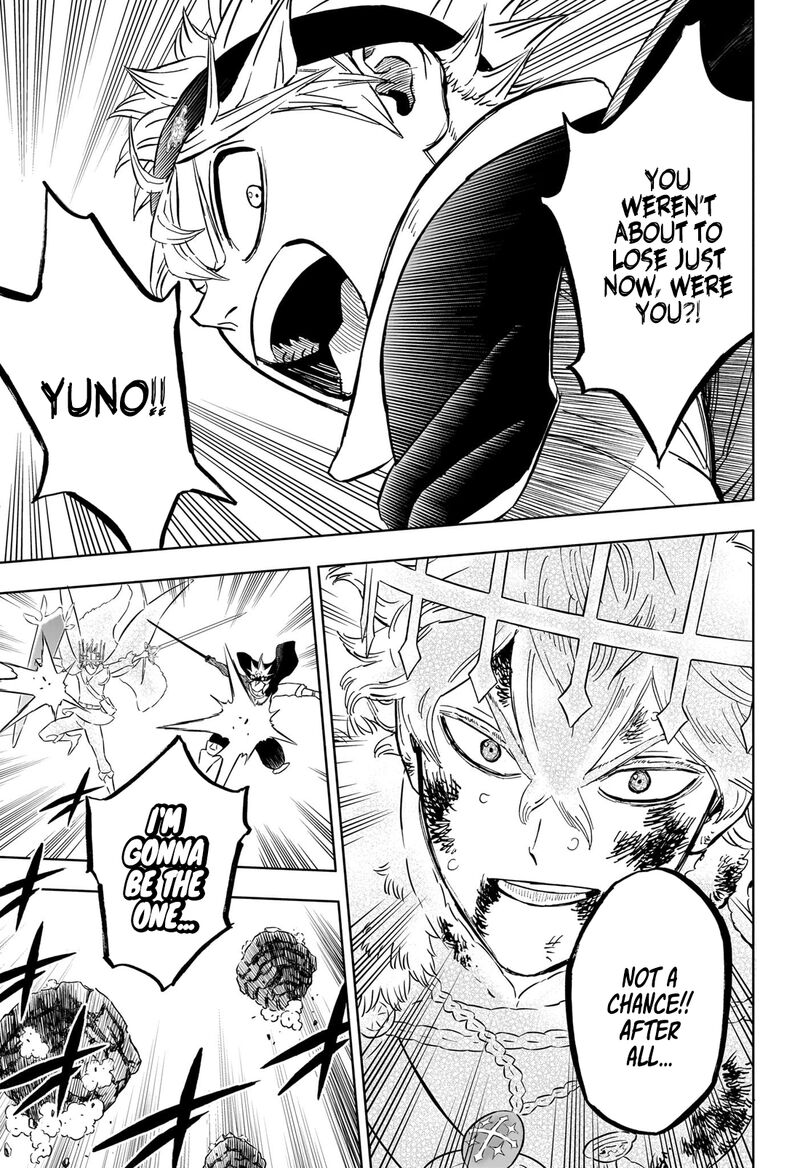 YOU
WEREN'T
ABOUT TO
LOSE JUST
NOW, WERE
YOU?!
YUNO!!
NOT A
CHANCE!!
AFTER
ALL...
I'M
GONNA
BE THE
ONE...